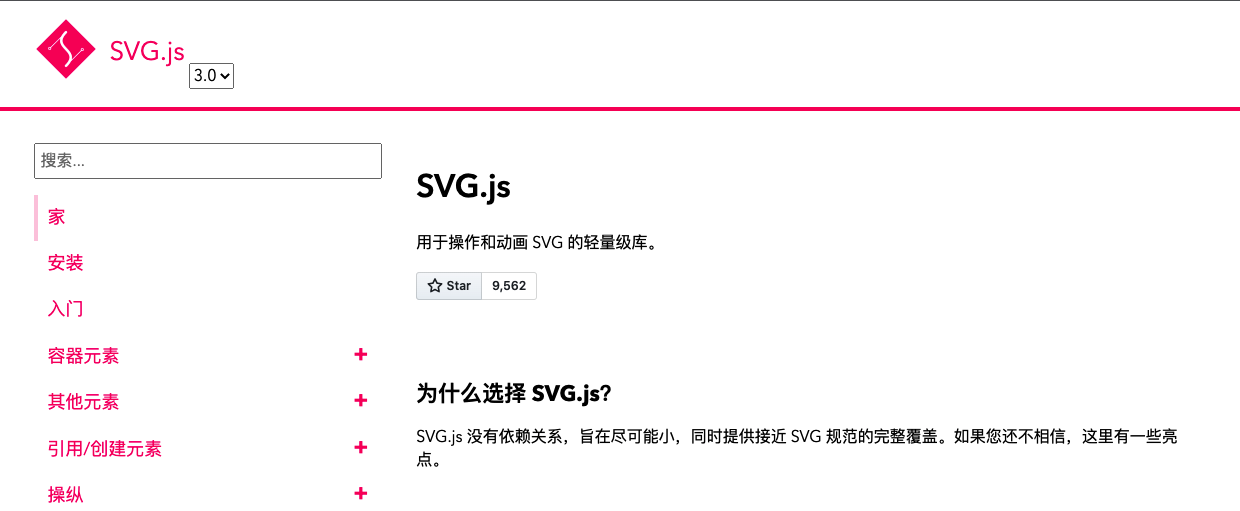 SVG.js
3.0
搜索...
家
安装
入门
容器元素
其他元素
引用/创建元素
操纵
SVG.js
用于操作和动画 SVG 的轻量级库。
Star 9,562
为什么选择 SVG.js?
SVG.js 没有依赖关系，旨在尽可能小，同时提供接近 SVG 规范的完整覆盖。如果您还不相信，这里有一些亮
点。